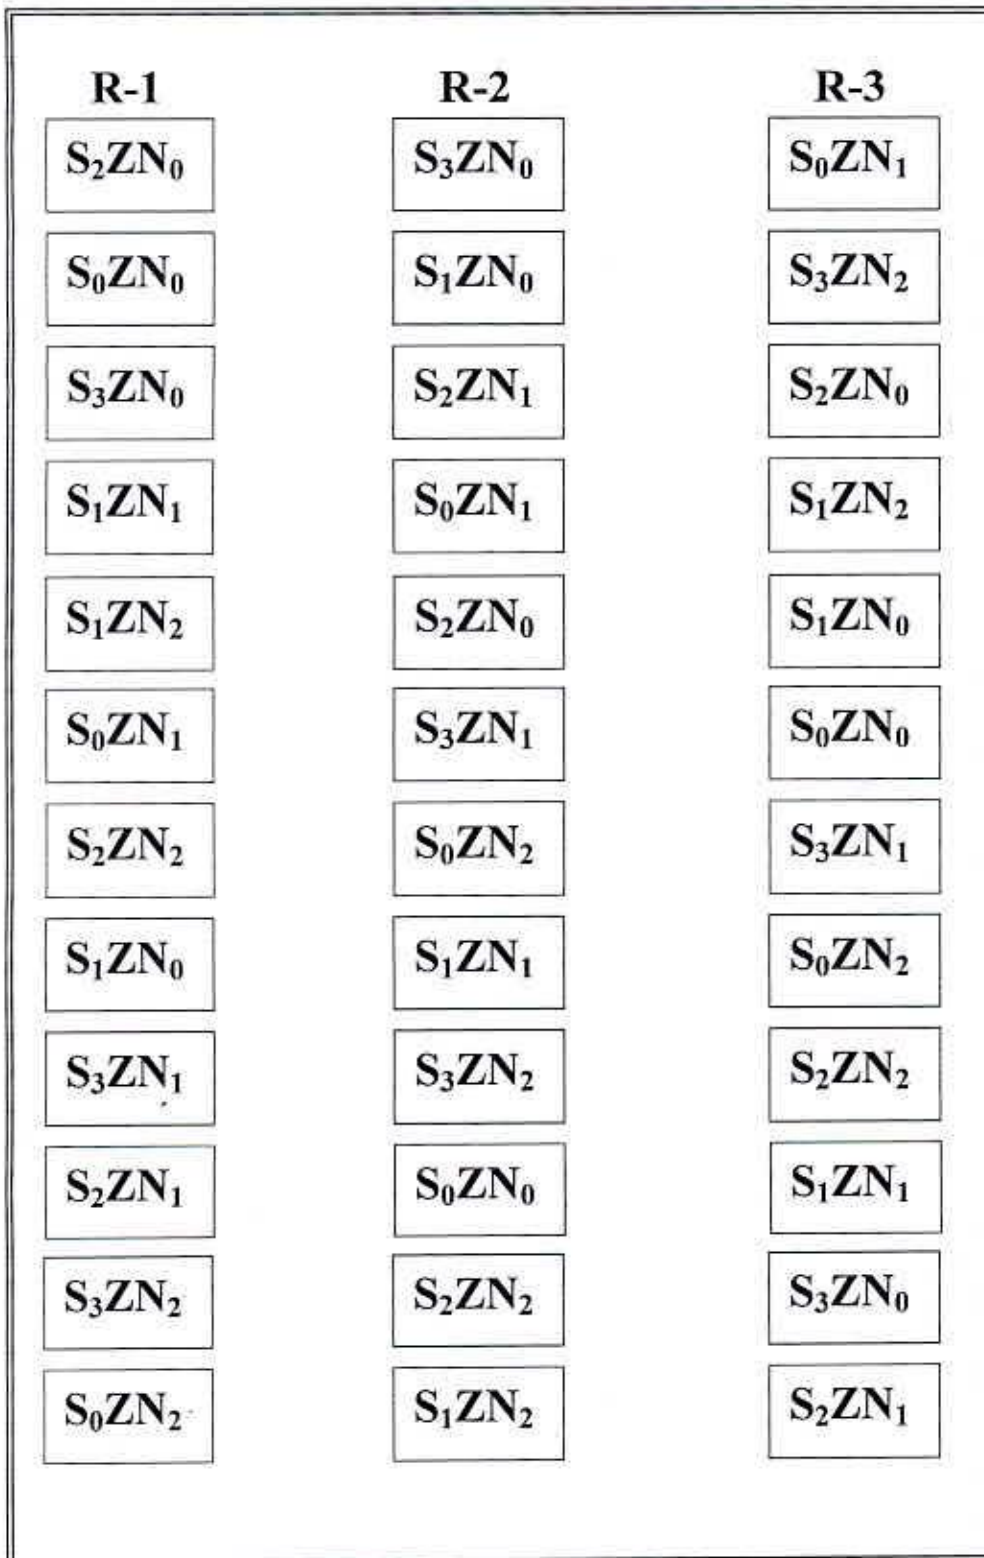 R-1 R-2 R-3
S₂ZN₀ S₃ZN₀ S₀ZN₁
S₀ZN₀ S₁ZN₀ S₃ZN₂
S₃ZN₀ S₂ZN₁ S₂ZN₀
S₁ZN₁ S₀ZN₁ S₁ZN₂
S₁ZN₂ S₂ZN₀ S₁ZN₀
S₀ZN₁ S₃ZN₁ S₀ZN₀
S₂ZN₂ S₀ZN₂ S₃ZN₁
S₁ZN₀ S₁ZN₁ S₀ZN₂
S₃ZN₁ S₃ZN₂ S₂ZN₂
S₂ZN₁ S₀ZN₀ S₁ZN₁
S₃ZN₂ S₂ZN₂ S₃ZN₀
S₀ZN₂ S₁ZN₂ S₂ZN₁